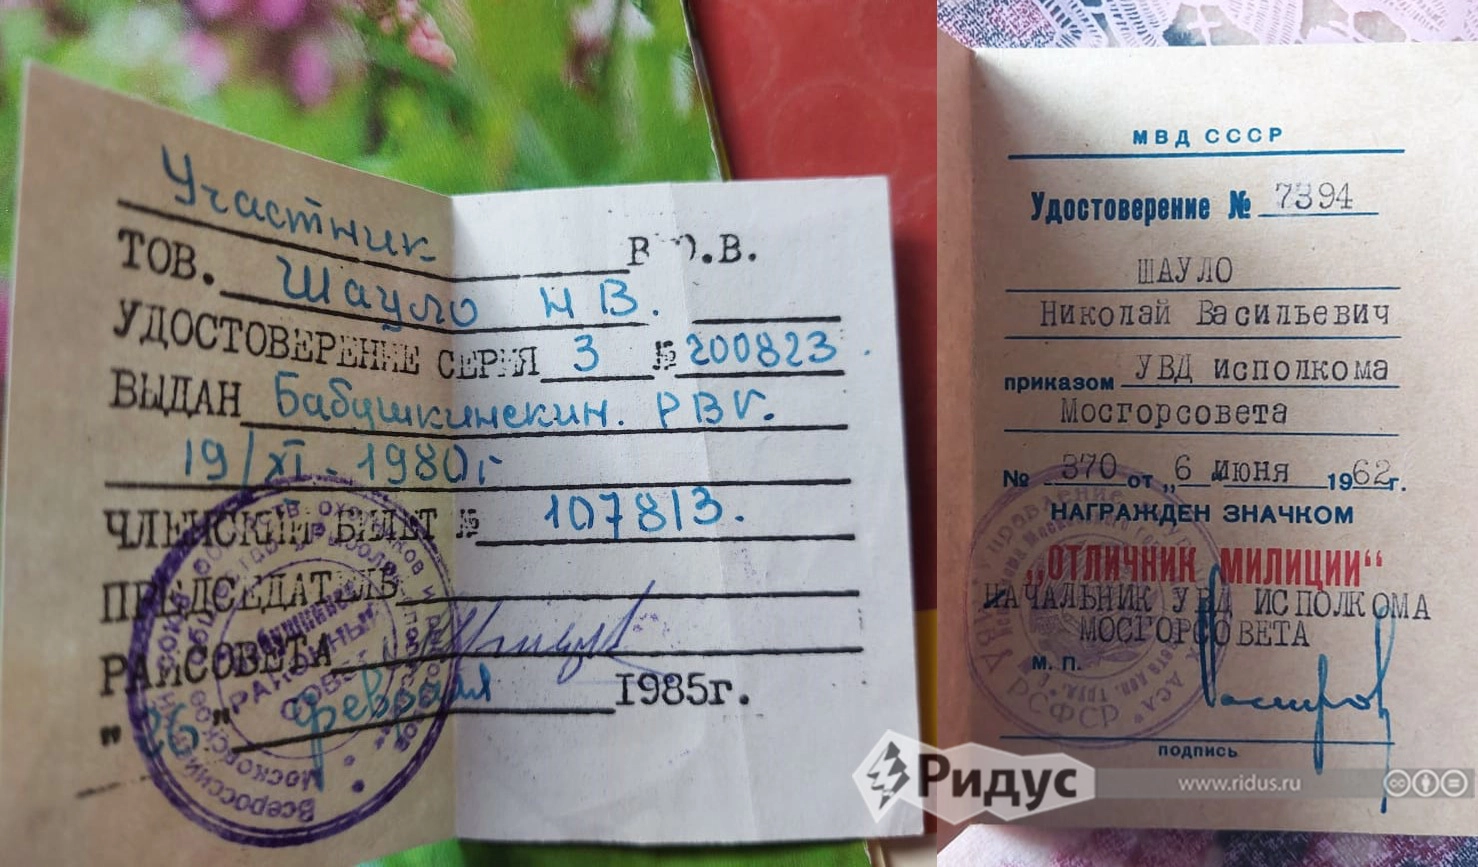 Участник В.О.В.
ТОВ. Шауло Н В.
УДОСТОВЕРЕНИЕ СЕРИЯ 3 № 200823.
ВЫДАН Бабушкинским. РВК.
19/XI - 1980г
ЧЛЕНСКИЙ БИЛЕТ № 107813.
ПРЕДСЕДАТЕЛЬ
РАЙСОВЕТА
"26" февраля 1985г.
МВД СССР
Удостоверение № 7394
ШАУЛО
Николай Васильевич
приказом УВД исполкома
Мосгорсовета
№ 370 от „6 июня 1962г.
НАГРАЖДЕН ЗНАЧКОМ
„ОТЛИЧНИК МИЛИЦИИ“
НАЧАЛЬНИК УВД ИСПОЛКОМА
МОСГОРСОВЕТА
М. П.
подпись
Ридус
www.ridus.ru